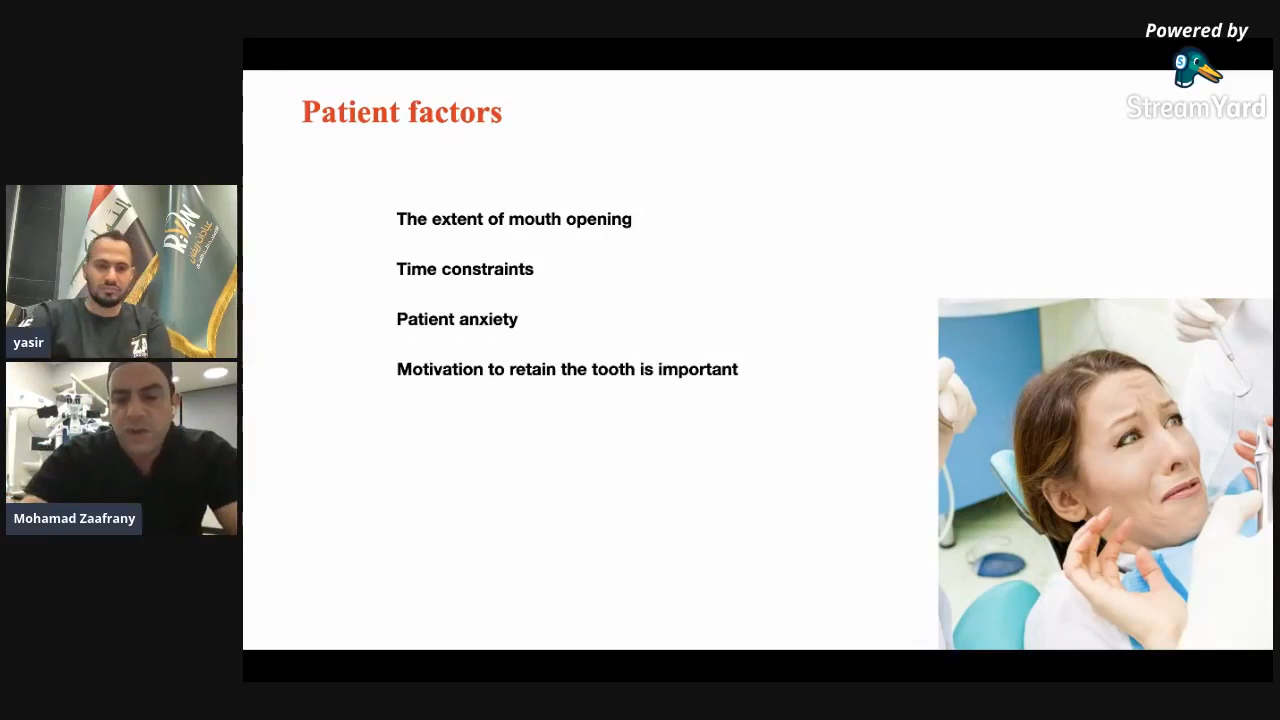 Powered by
StreamYard
Patient factors
The extent of mouth opening
Time constraints
Patient anxiety
Motivation to retain the tooth is important
RiVAN
yasir
Mohamad Zaafrany